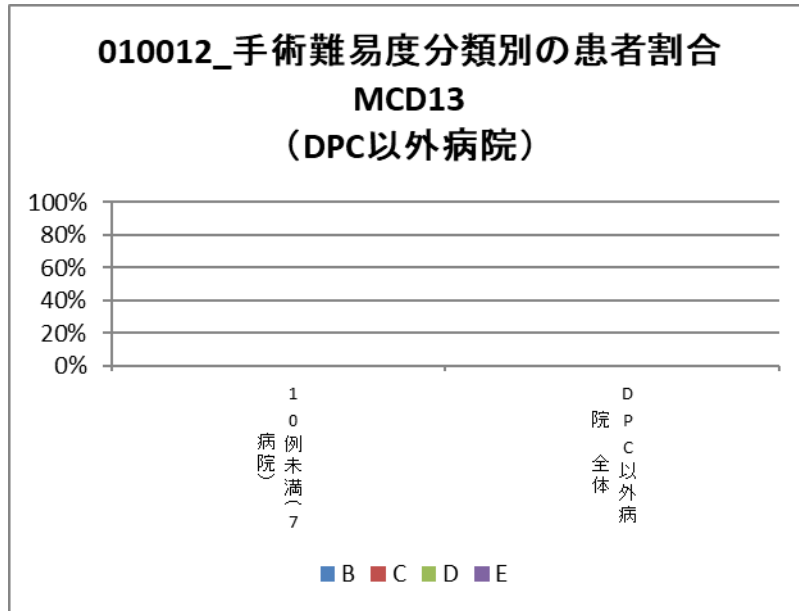 010012_手術難易度分類別の患者割合
MCD13
（DPC以外病院）
100%
80%
60%
40%
20%
0%
10例未満(7
病院)
DPC以外病
院 全体
B C D E